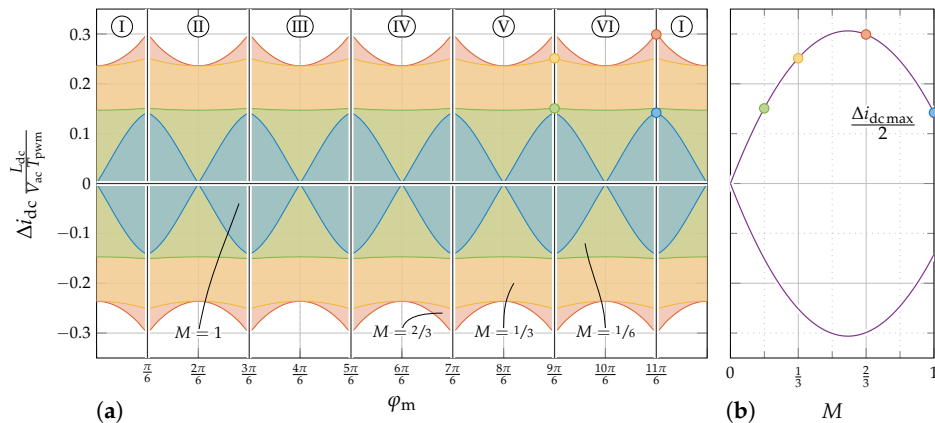 I II III IV V VI I
0.3
0.2
0.1
0
−0.1
−0.2
−0.3
Δi_dc L_dc / V_ac T_pwm
M = 1 M = 2/3 M = 1/3 M = 1/6
π/6 2π/6 3π/6 4π/6 5π/6 6π/6 7π/6 8π/6 9π/6 10π/6 11π/6
(a) φ_m
Δi_dc max / 2
0 1/3 2/3 1
(b) M